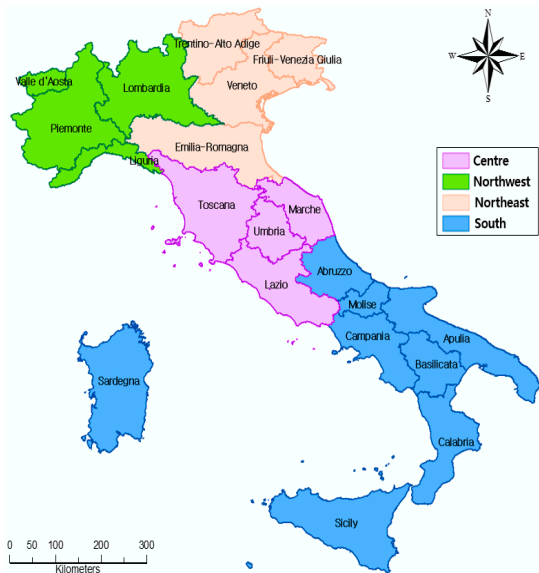 N
Trentino-Alto Adige
Friuli-Venezia Giulia
W
E
Valle d'Aosta
Lombardia
Veneto
S
Piemonte
Emilia-Romagna
Liguria
Centre
Northwest
Northeast
South
Toscana
Marche
Umbria
Abruzzo
Lazio
Molise
Campania
Apulia
Basilicata
Sardegna
Calabria
Sicily
0 50 100 200 300
Kilometers